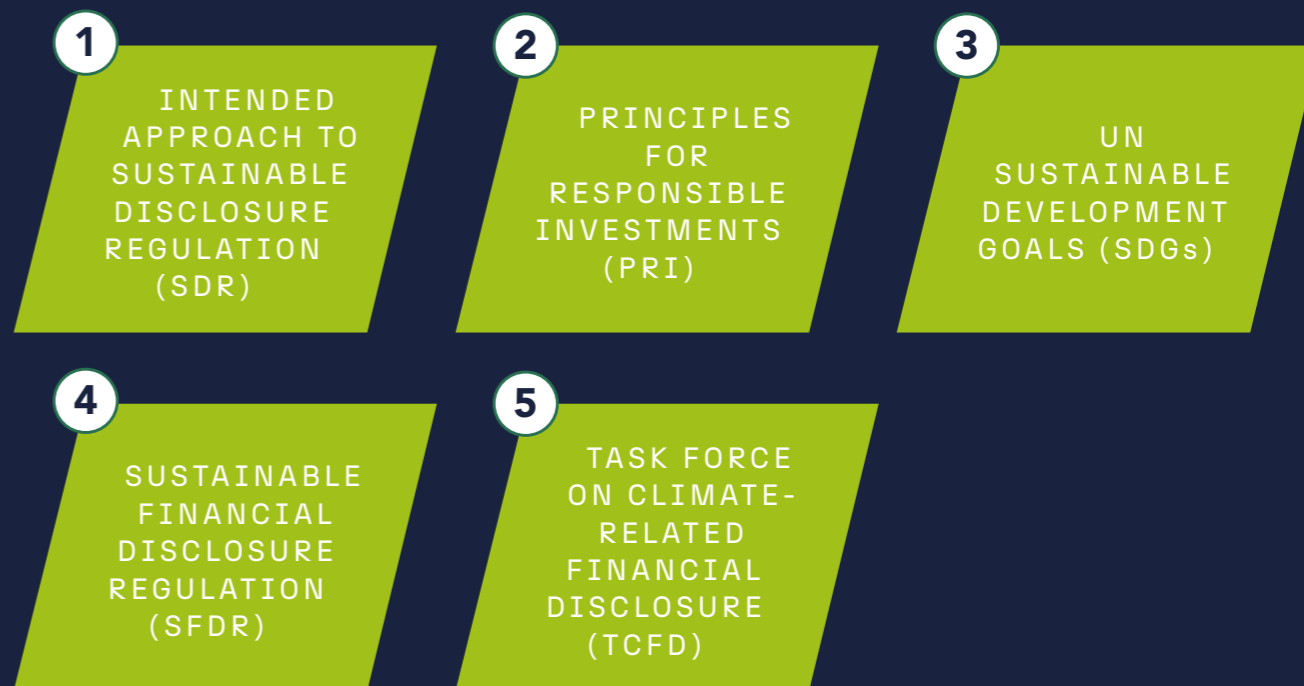 1
INTENDED
APPROACH TO
SUSTAINABLE
DISCLOSURE
REGULATION
(SDR)
2
PRINCIPLES
FOR
RESPONSIBLE
INVESTMENTS
(PRI)
3
UN
SUSTAINABLE
DEVELOPMENT
GOALS (SDGs)
4
SUSTAINABLE
FINANCIAL
DISCLOSURE
REGULATION
(SFDR)
5
TASK FORCE
ON CLIMATE-
RELATED
FINANCIAL
DISCLOSURE
(TCFD)